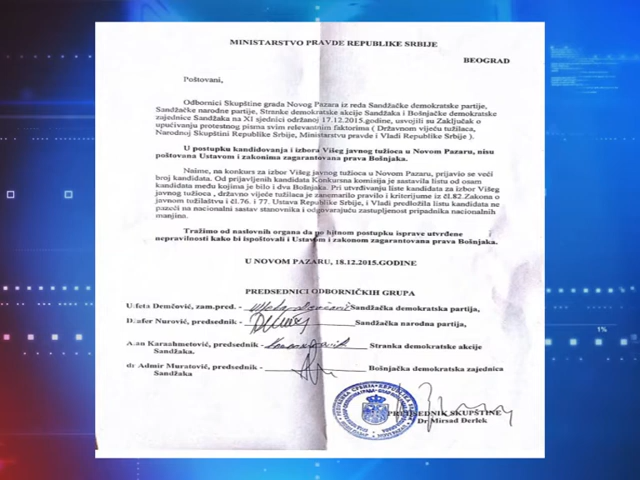 MINISTARSTVO PRAVDE REPUBLIKE SRBIJE
BEOGRAD
Poštovani,
Odbornici Skupštine grada Novog Pazara iz reda Sandžačke demokratske partije,
Sandžačke narodne partije, Stranke demokratske akcije Sandžaka i Bošnjačke demokratske
zajednice Sandžaka na XI sjednici održanoj 17.12.2015.godine, usvojili su Zaključak o
upućivanju protestnog pisma svim relevantnim faktorima ( Državnom vijeću tužilaca,
Narodnoj Skupštini Republike Srbije, Ministarstvu pravde i Vladi Republike Srbije )
U postupku kandidovanja i izbora Višeg javnog tužioca u Novom Pazaru, nisu
poštovana Ustavom i zakonima zagarantovana prava Bošnjaka.
Naime, na konkurs za izbor Višeg javnog tužioca u Novom Pazaru, prijavio se veći
broj kandidata. Od prijavljenih kandidata Konkursna komisija je sastavila listu od osam
kandidata među kojima je bilo i dva Bošnjaka. Pri utvrđivanju liste kandidata za izbor Višeg
javnog tužioca , državno vijeće tužilaca je zanemarilo pravilo i kriterijume iz čl.82.Zakona o
javnom tužilaštvu i čl.76. i 77. Ustava Republike Srbije, i Vladi predložila listu kandidata ne
pazeći na nacionalni sastav stanovnika i odgovarajuću zastupljenost pripadnika nacionalnih
manjina.
Tražimo od naslovnih organa da po hitnom postupku isprave utvrđene
nepravilnosti kako bi ispoštovali i Ustavom i zakonom zagarantovana prava Bošnjaka.
U NOVOM PAZARU, 18.12.2015.GODINE
PREDSEDNICI ODBORNIČKIH GRUPA
Demčović, zam.pred. - Sandžačka demokratska partija,
Nurović, predsednik - Sandžačka narodna partija,
Karaahmetović, predsednik - Stranka demokratske akcije
Sandžaka.
dr Admir Muratović, predsednik - Bošnjačka demokratska zajednica
Sandžaka
PREDSEDNIK SKUPŠTINE
Dr Mirsad Đerlek
1%